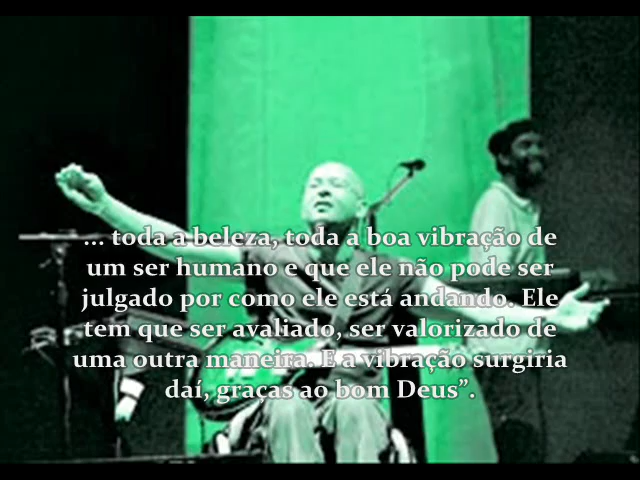 ... toda a beleza, toda a boa vibração de
um ser humano e que ele não pode ser
julgado por como ele está andando. Ele
tem que ser avaliado, ser valorizado de
uma outra maneira. E a vibração surgiria
daí, graças ao bom Deus”.